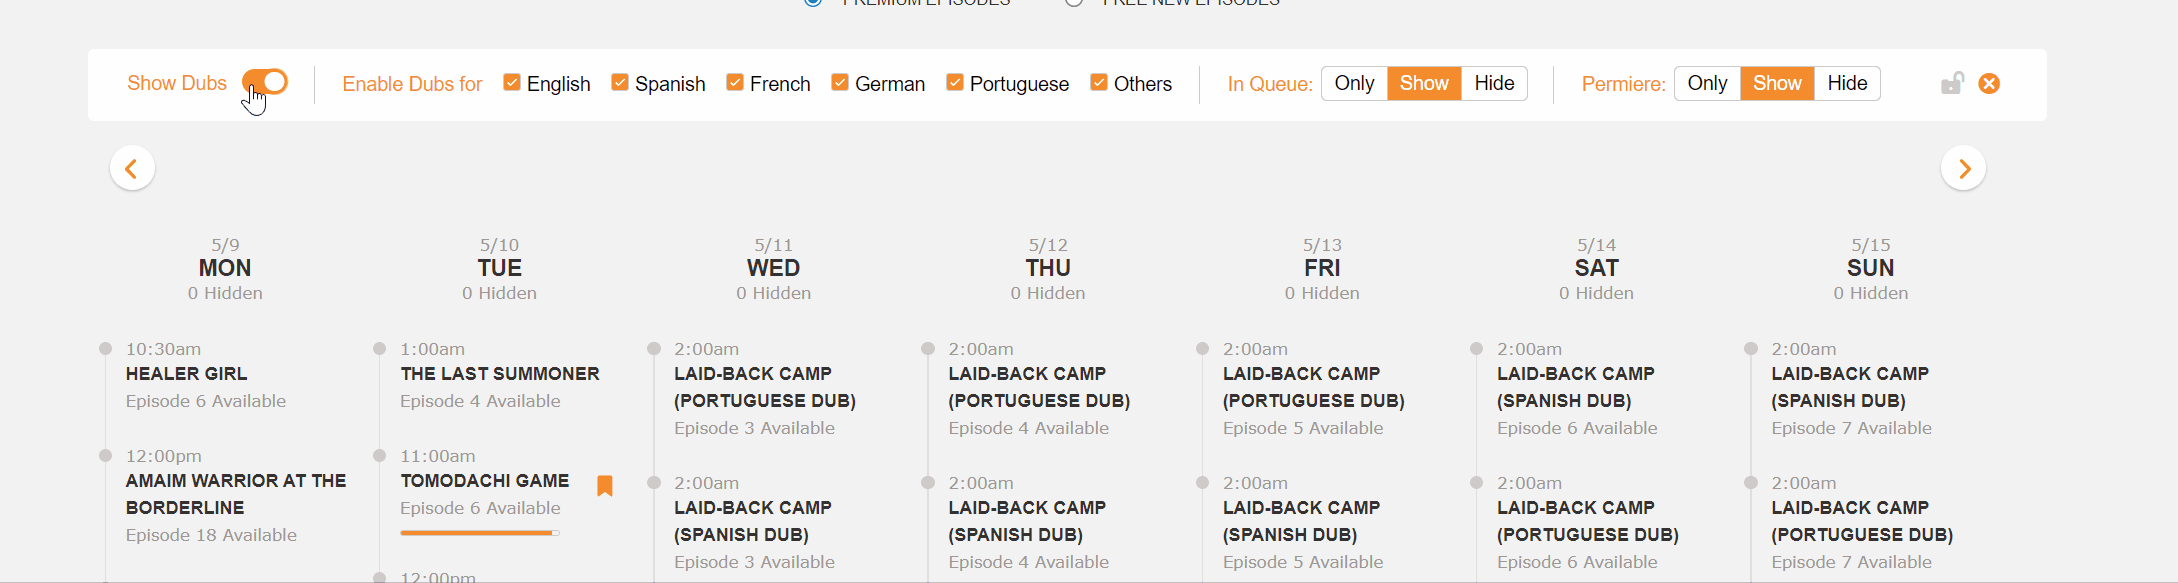 PREMIUM EPISODES FREE NEW EPISODES
Show Dubs Enable Dubs for English Spanish French German Portuguese Others In Queue: Only Show Hide Permiere: Only Show Hide
5/9 5/10 5/11 5/12 5/13 5/14 5/15
MON TUE WED THU FRI SAT SUN
0 Hidden 0 Hidden 0 Hidden 0 Hidden 0 Hidden 0 Hidden 0 Hidden
10:30am
HEALER GIRL
Episode 6 Available
12:00pm
AMAIM WARRIOR AT THE
BORDERLINE
Episode 18 Available
1:00am
THE LAST SUMMONER
Episode 4 Available
11:00am
TOMODACHI GAME
Episode 6 Available
12:00pm
2:00am
LAID-BACK CAMP
(PORTUGUESE DUB)
Episode 3 Available
2:00am
LAID-BACK CAMP
(SPANISH DUB)
Episode 3 Available
2:00am
LAID-BACK CAMP
(PORTUGUESE DUB)
Episode 4 Available
2:00am
LAID-BACK CAMP
(SPANISH DUB)
Episode 4 Available
2:00am
LAID-BACK CAMP
(PORTUGUESE DUB)
Episode 5 Available
2:00am
LAID-BACK CAMP
(SPANISH DUB)
Episode 5 Available
2:00am
LAID-BACK CAMP
(SPANISH DUB)
Episode 6 Available
2:00am
LAID-BACK CAMP
(PORTUGUESE DUB)
Episode 6 Available
2:00am
LAID-BACK CAMP
(SPANISH DUB)
Episode 7 Available
2:00am
LAID-BACK CAMP
(PORTUGUESE DUB)
Episode 7 Available